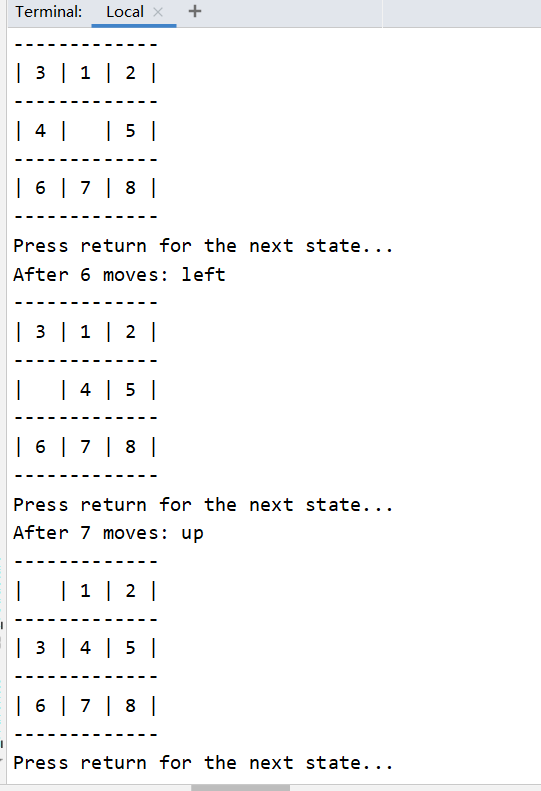 Terminal: Local × +
-------------
| 3 | 1 | 2 |
-------------
| 4 |   | 5 |
-------------
| 6 | 7 | 8 |
-------------
Press return for the next state...
After 6 moves: left
-------------
| 3 | 1 | 2 |
-------------
|   | 4 | 5 |
-------------
| 6 | 7 | 8 |
-------------
Press return for the next state...
After 7 moves: up
-------------
|   | 1 | 2 |
-------------
| 3 | 4 | 5 |
-------------
| 6 | 7 | 8 |
-------------
Press return for the next state...